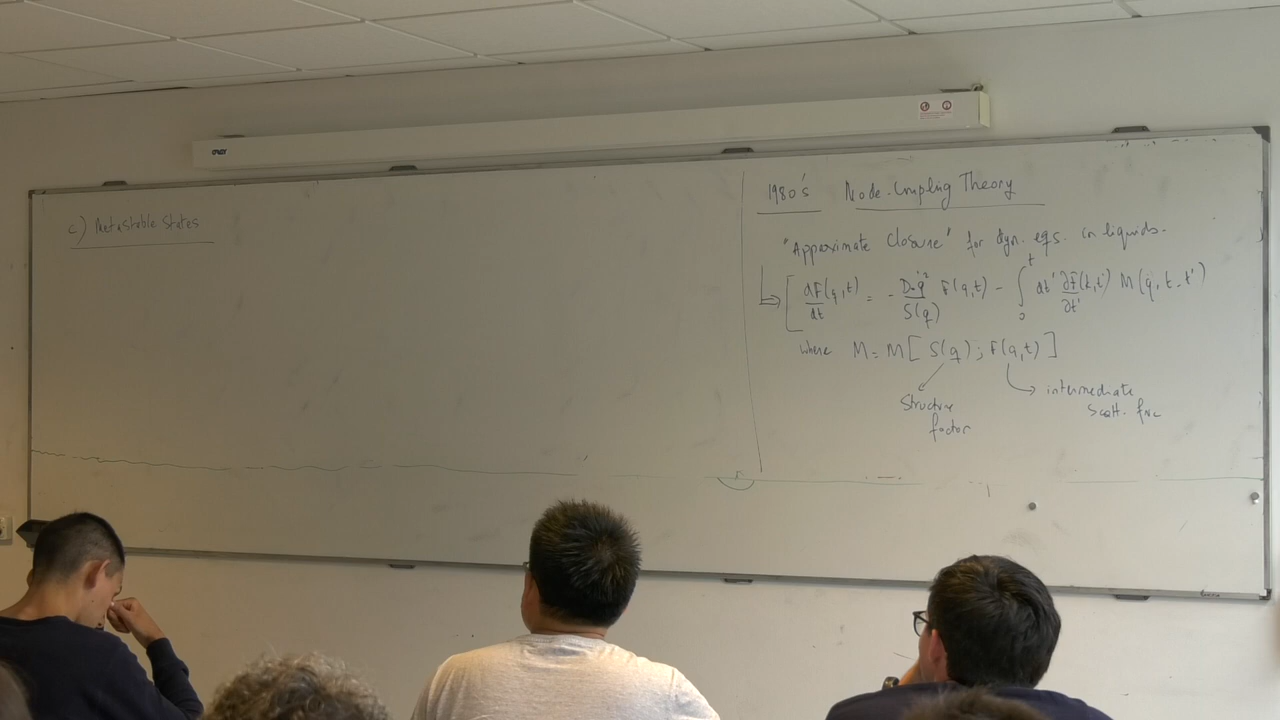 c) Metastable States
1980's Mode-Coupling Theory
"Approximate closure" for dyn. eqs. in liquids.
dF(q,t)/dt = - D₀q²/S(q) F(q,t) - ∫₀ᵗ dt' ∂F(k,t')/∂t' M(q,t-t')
where M = M[S(q); F(q,t)]
Structure
factor
intermediate
scatt. fnc